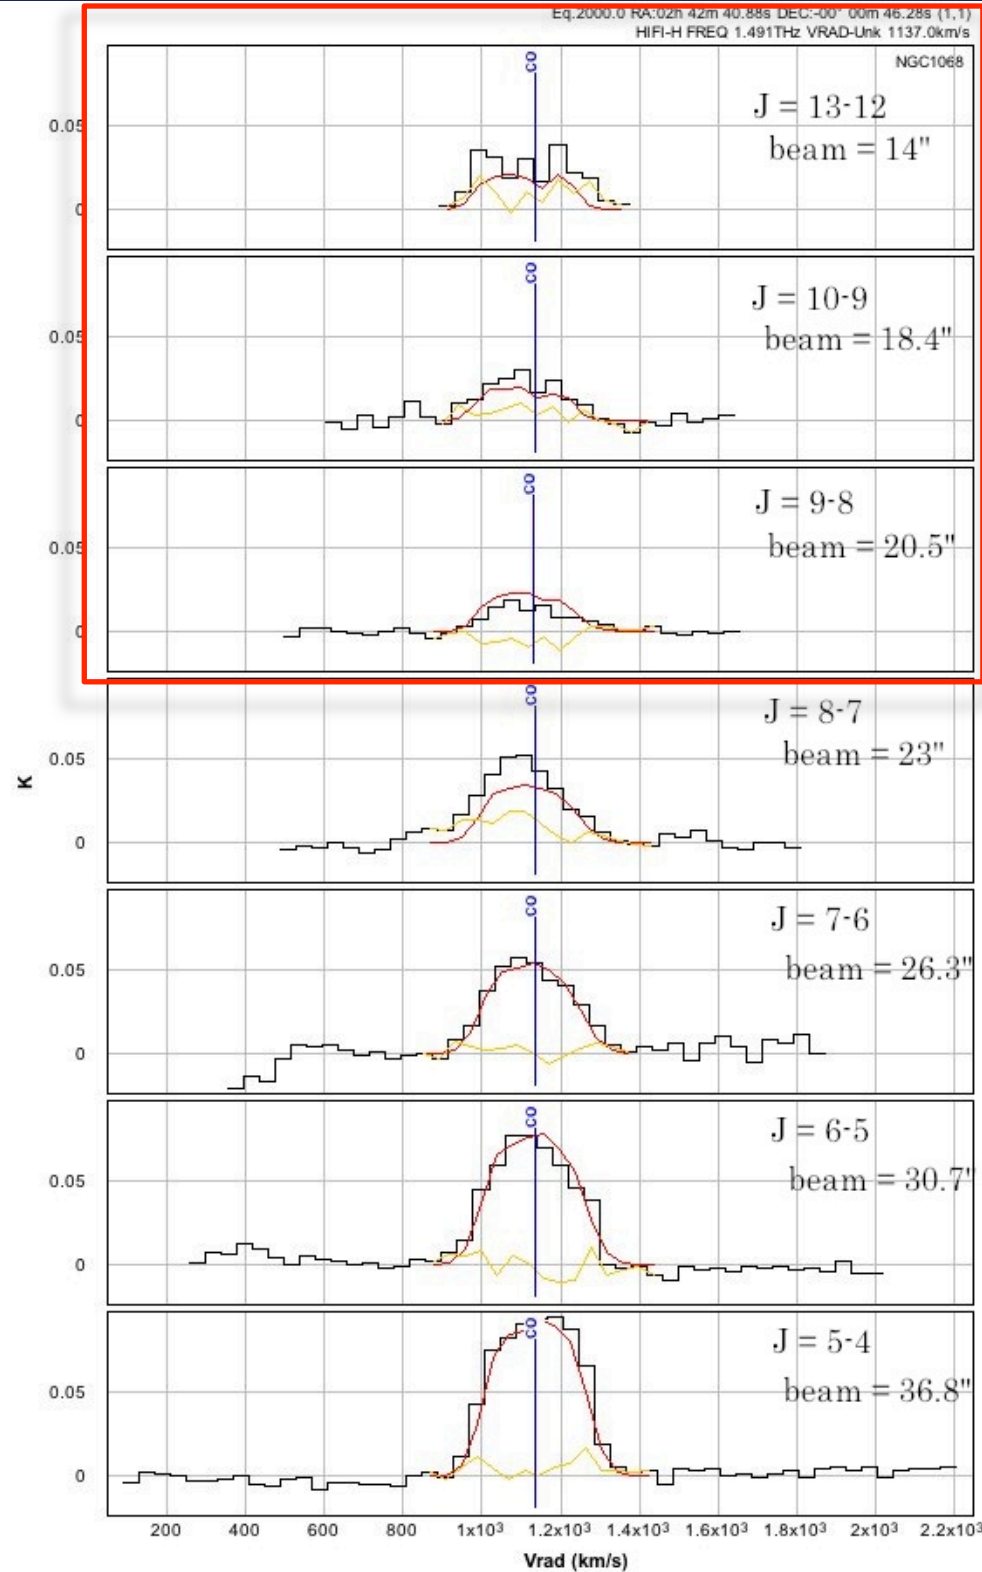 Eq.2000.0 RA:02h 42m 40.88s DEC:-00° 00m 46.28s (1,1)
HIFI-H FREQ 1.491THz VRAD-Unk 1137.0km/s
NGC1068
CO
J = 13-12
beam = 14"
0.05
0
CO
J = 10-9
beam = 18.4"
0.05
0
CO
J = 9-8
beam = 20.5"
0.05
0
CO
J = 8-7
beam = 23"
0.05
K
0
CO
J = 7-6
beam = 26.3"
0.05
0
CO
J = 6-5
beam = 30.7"
0.05
0
CO
J = 5-4
beam = 36.8"
0.05
0
200 400 600 800 1x10³ 1.2x10³ 1.4x10³ 1.6x10³ 1.8x10³ 2x10³ 2.2x10³
Vrad (km/s)